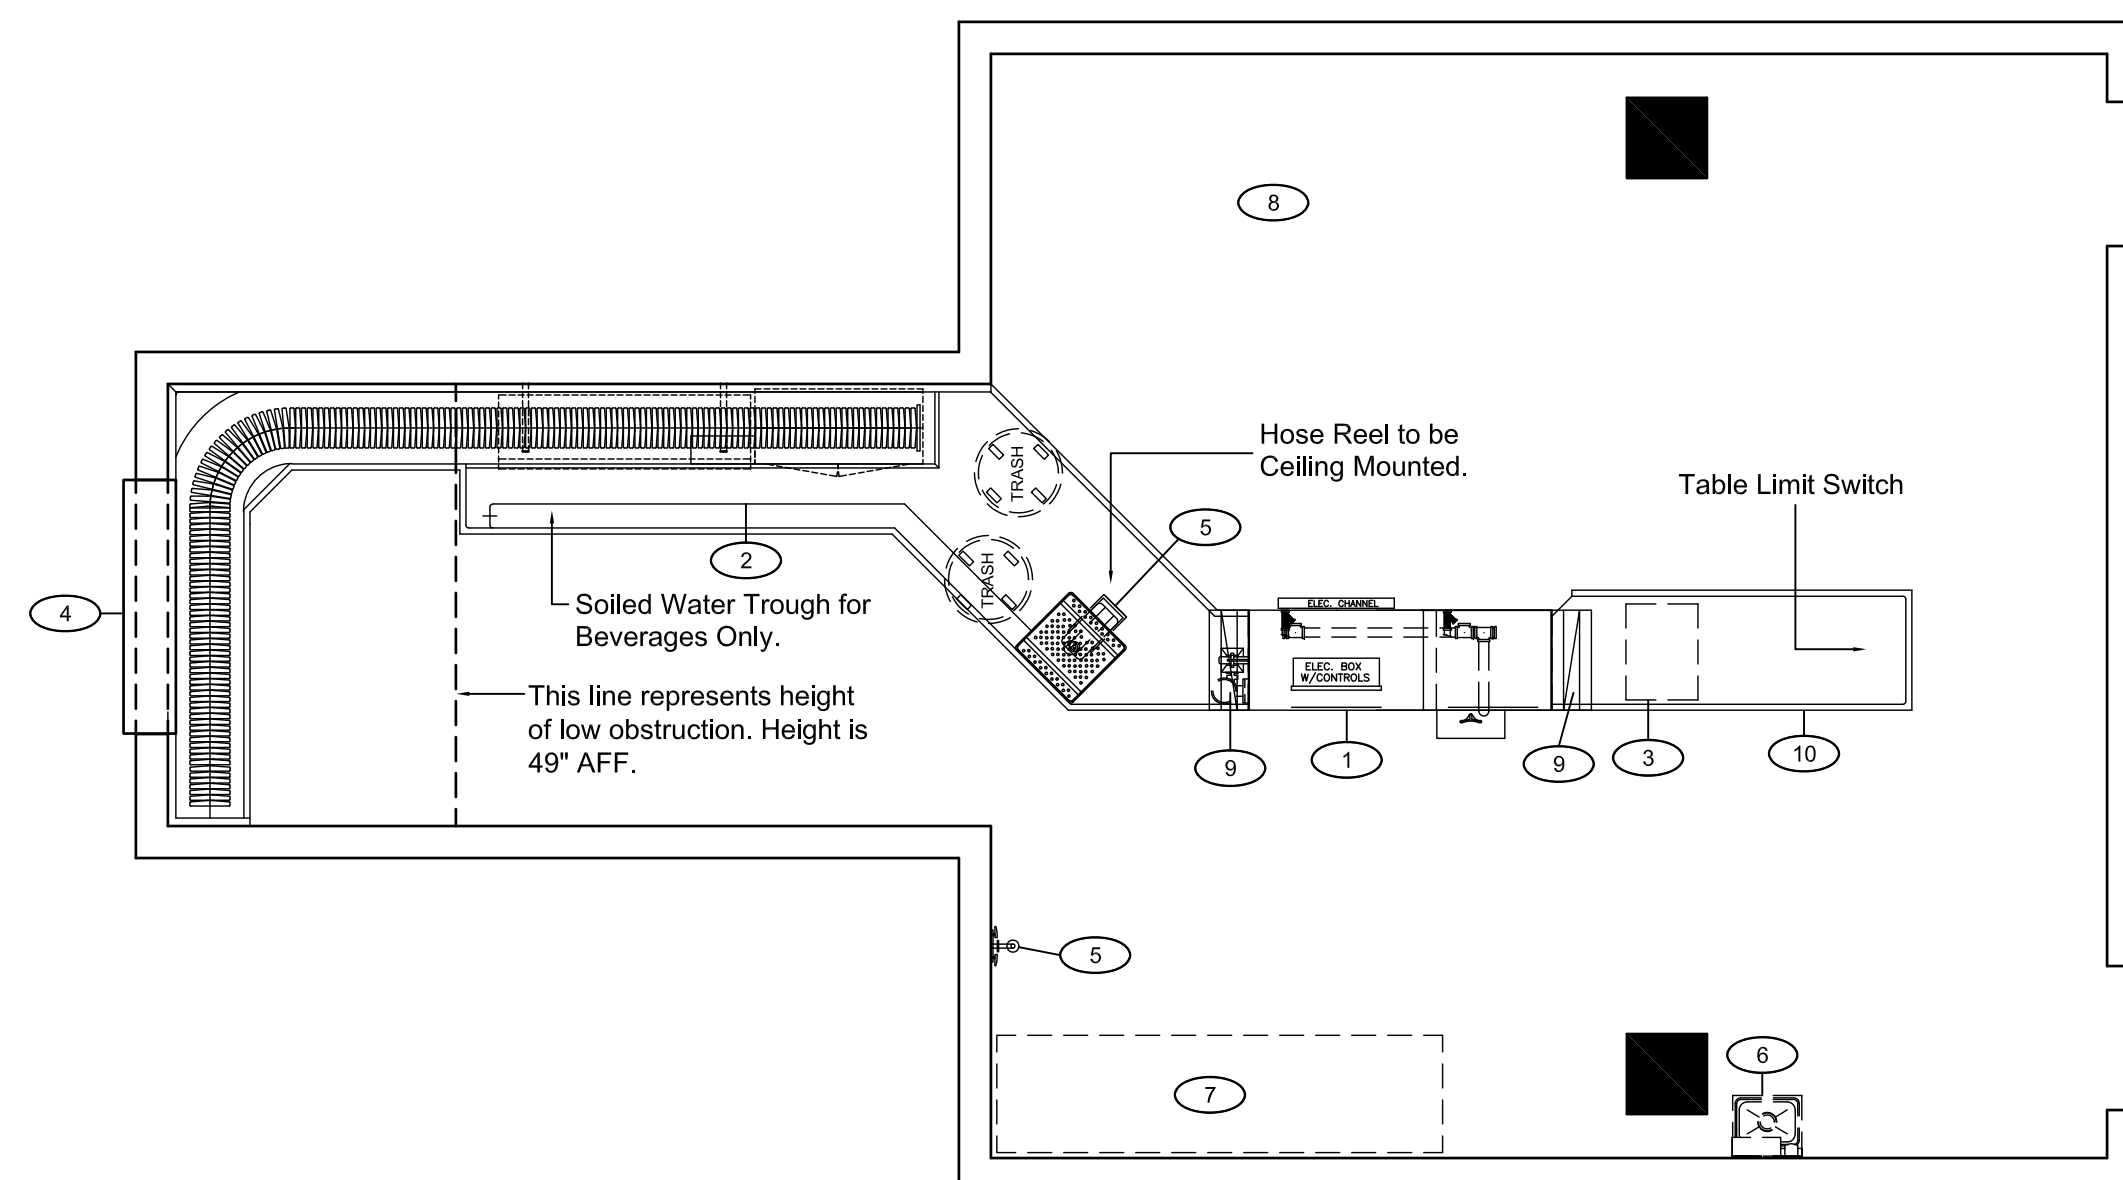 8
Hose Reel to be
Ceiling Mounted.
TRASH
Table Limit Switch
5
2
TRASH
4
Soiled Water Trough for
Beverages Only.
ELEC. CHANNEL
ELEC. BOX
W/CONTROLS
This line represents height
of low obstruction. Height is
49" AFF.
9
1
9
3
10
5
6
7